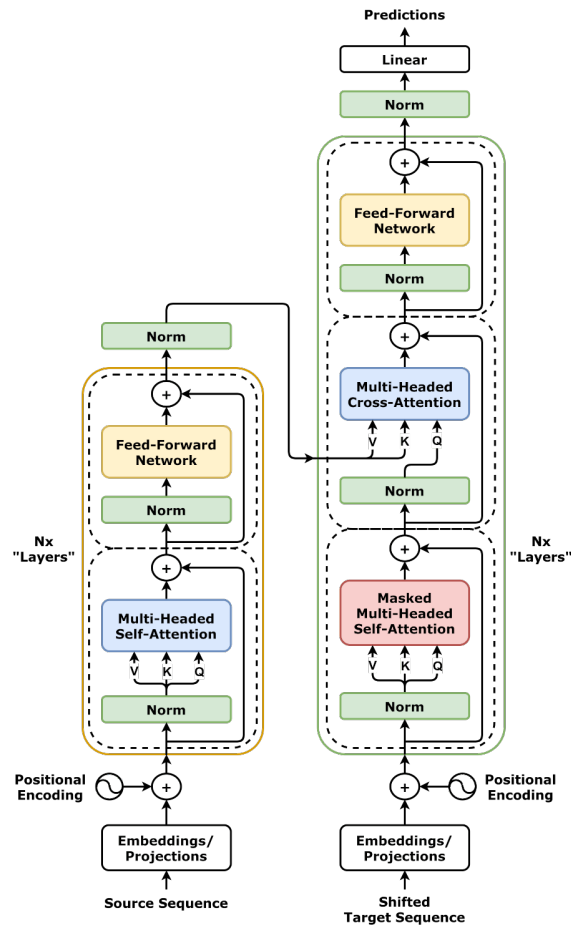 Predictions
Linear
Norm
+
Feed-Forward
Network
Norm
+
Multi-Headed
Cross-Attention
V K Q
Norm
+
Masked
Multi-Headed
Self-Attention
V K Q
Norm
Nx
"Layers"
+
Positional
Encoding
Embeddings/
Projections
Shifted
Target Sequence
Norm
+
Feed-Forward
Network
Norm
+
Multi-Headed
Self-Attention
V K Q
Norm
Nx
"Layers"
Positional
Encoding
+
Embeddings/
Projections
Source Sequence